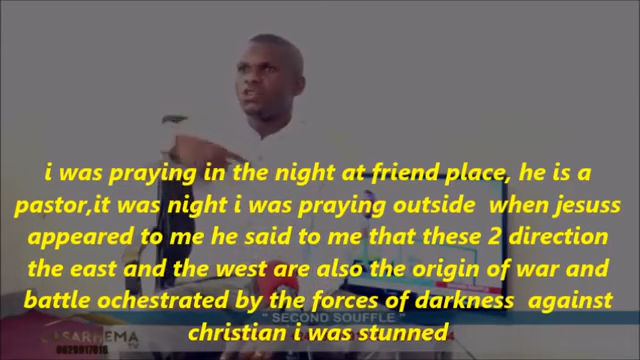 i was praying in the night at friend place, he is a
pastor,it was night i was praying outside when jesuss
appeared to me he said to me that these 2 direction
the east and the west are also the origin of war and
battle ochestrated by the forces of darkness against
" SECOND SOUFFLE "
christian i was stunned
TV